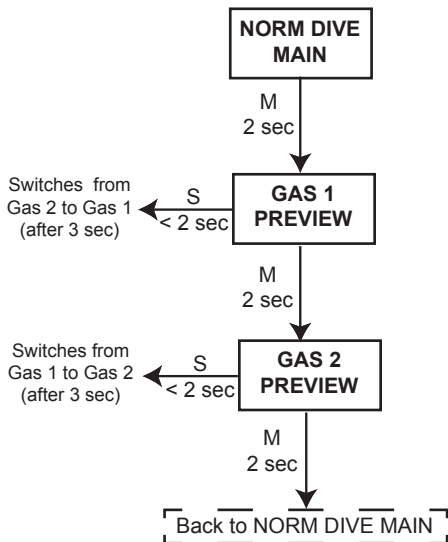 NORM DIVE
MAIN
M
2 sec
Switches from
Gas 2 to Gas 1
(after 3 sec)
S
< 2 sec
GAS 1
PREVIEW
M
2 sec
Switches from
Gas 1 to Gas 2
(after 3 sec)
S
< 2 sec
GAS 2
PREVIEW
M
2 sec
Back to NORM DIVE MAIN